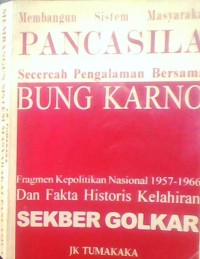 Membangun Sistem Masyaraka
PANCASILA
Secercah Pengalaman Bersama
BUNG KARNO
Fragmen Kepolitikan Nasional 1957-1966
Dan Fakta Historis Kelahiran
SEKBER GOLKAR
JK TUMAKAKA